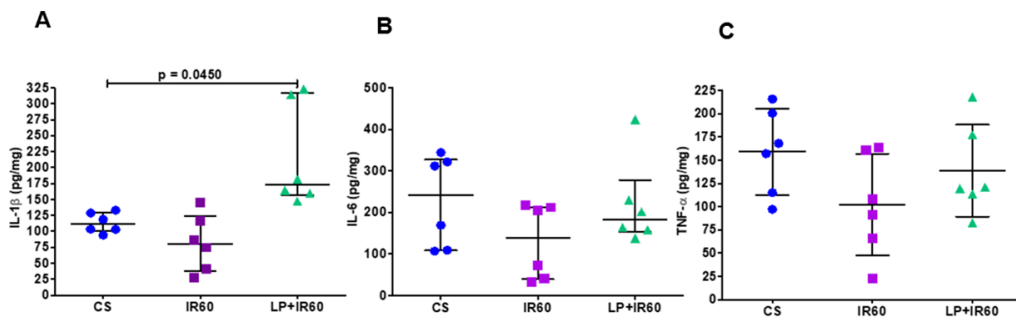 A
p = 0.0450
IL-1β (pg/mg)
325
300
275
250
225
200
175
150
125
100
75
50
25
0
CS
IR60
LP+IR60
B
IL-6 (pg/mg)
500
400
300
200
100
0
CS
IR60
LP+IR60
C
TNF-α (pg/mg)
225
200
175
150
125
100
75
50
25
0
CS
IR60
LP+IR60